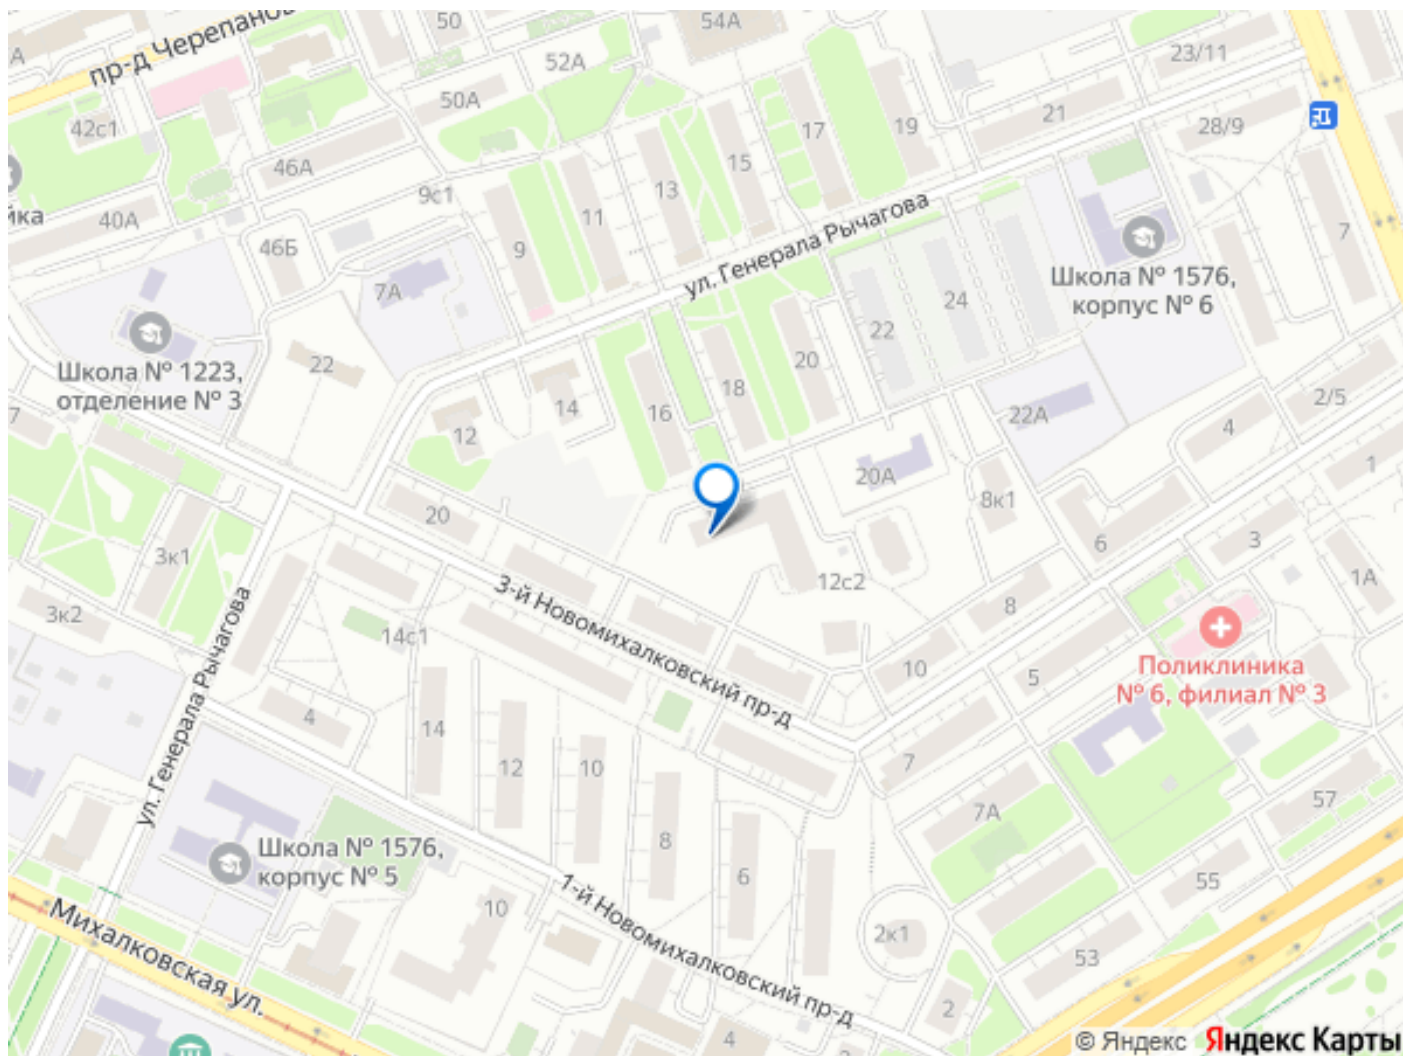 54А
50
пр-д Черепанов
52А
23/11
А
50А
42с1
21
28/9
17
19
15
46А
13
9с1
йка
40А
11
9
46Б
7
ул. Генерала Рычагова
7А
24
Школа № 1576,
корпус № 6
22
20
22
Школа № 1223,
отделение № 3
18
2/5
14
16
7
22А
4
12
1
20А
8к1
20
6
3
3к1
1А
12с2
3-й Новомихалковский пр-д
8
3к2
14с1
ул. Генерала Рычагова
10
5
Поликлиника
№ 6, филиал № 3
4
14
12
10
7
57
7А
8
Школа № 1576,
корпус № 5
6
55
10
1-й Новомихалковский пр-д
2к1
Михалковская ул.
53
2
4
© Яндекс Яндекс Карты